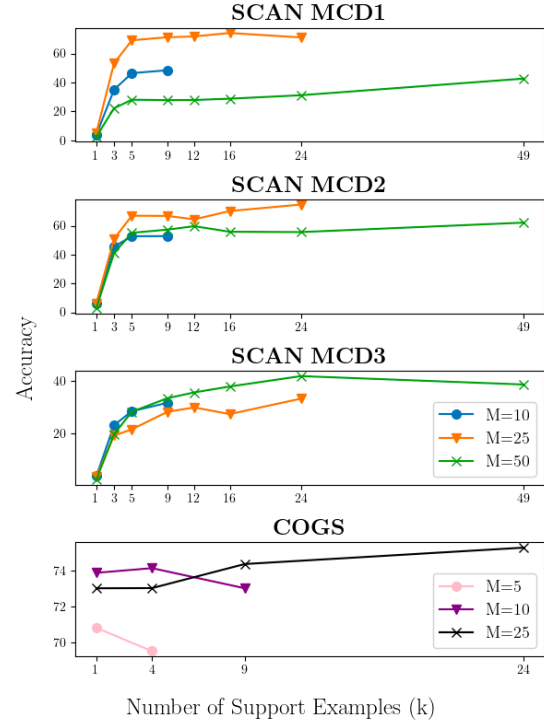 SCAN MCD1
60
40
20
0
1 3 5 9 12 16 24 49
SCAN MCD2
60
40
20
0
1 3 5 9 12 16 24 49
Accuracy
SCAN MCD3
40
20
M=10
M=25
M=50
1 3 5 9 12 16 24 49
COGS
74
72
70
M=5
M=10
M=25
1 4 9 24
Number of Support Examples (k)